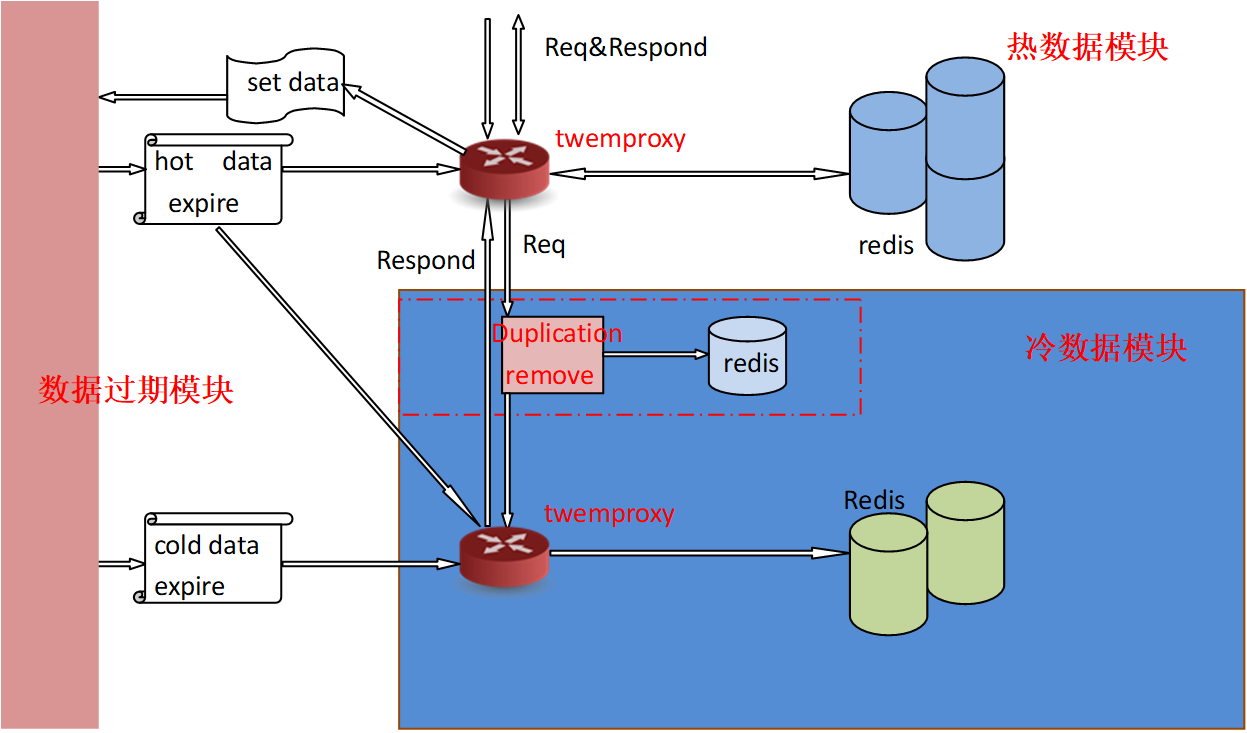 Req&Respond
热数据模块
set data
twemproxy
hot data
expire
redis
Req
Respond
Duplication
remove
redis
冷数据模块
数据过期模块
Redis
twemproxy
cold data
expire